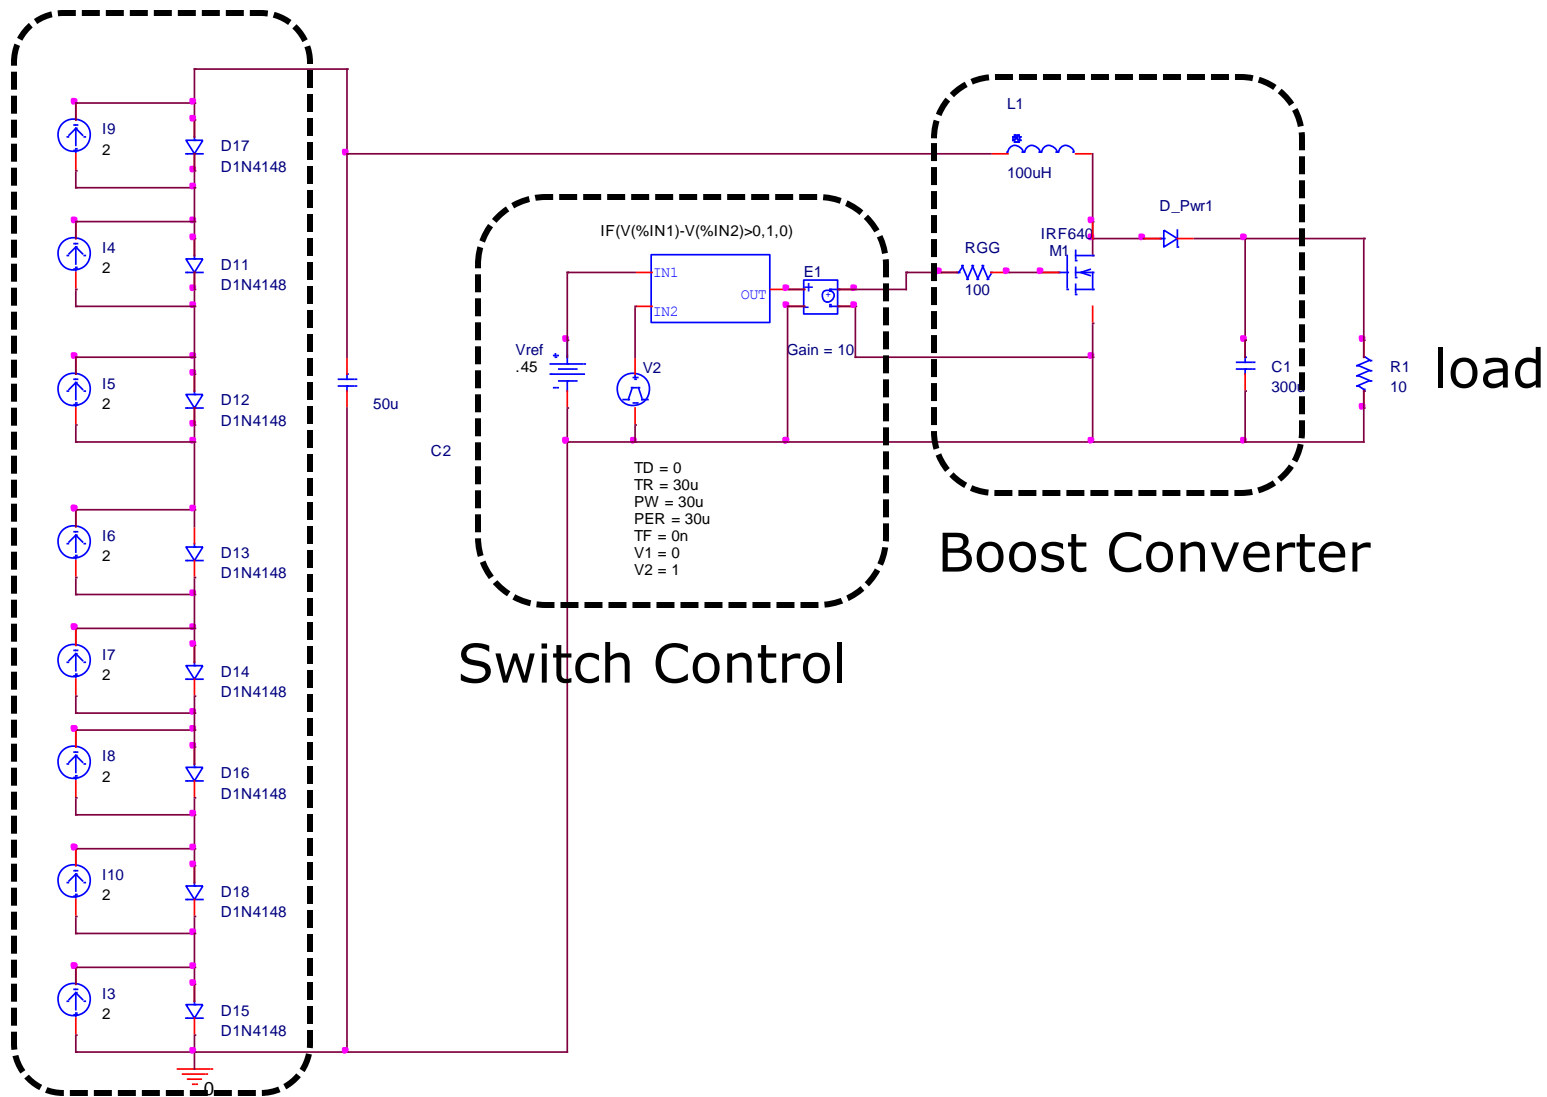 I9
2
D17
D1N4148
I4
2
D11
D1N4148
I5
2
D12
D1N4148
I6
2
D13
D1N4148
I7
2
D14
D1N4148
I8
2
D16
D1N4148
I10
2
D18
D1N4148
I3
2
D15
D1N4148
0
50u
C2
IF(V(%IN1)-V(%IN2)>0,1,0)
IN1
OUT
IN2
E1
Gain = 10
Vref
.45
V2
TD = 0
TR = 30u
PW = 30u
PER = 30u
TF = 0n
V1 = 0
V2 = 1
Switch Control
L1
100uH
D_Pwr1
IRF640
M1
RGG
100
C1
300u
R1
10
load
Boost Converter